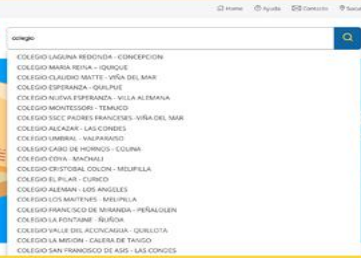 Home Ayuda Contacto
colegio
COLEGIO LAGUNA REDONDA - CONCEPCION
COLEGIO MARIA REINA - IQUIQUE
COLEGIO CLAUDIO MATTE - VIÑA DEL MAR
COLEGIO ESPERANZA - QUILPUE
COLEGIO NUEVA ESPERANZA - VILLA ALEMANA
COLEGIO MONTESSORI - TEMUCO
COLEGIO SSCC PADRES FRANCESES -VIÑA DEL MAR
COLEGIO ALCAZAR - LAS CONDES
COLEGIO UMBRAL - VALPARAISO
COLEGIO CABO DE HORNOS - COLINA
COLEGIO COYA - MACHALI
COLEGIO CRISTOBAL COLON - MELIPILLA
COLEGIO EL PILAR - CURICO
COLEGIO ALEMAN - LOS ANGELES
COLEGIO LOS MAITENES - MELIPILLA
COLEGIO FRANCISCO DE MIRANDA - PEÑALOLEN
COLEGIO LA FONTAINE - ÑUÑOA
COLEGIO VALLE DEL ACONCAGUA - QUILLOTA
COLEGIO LA MISION - CALERA DE TANGO
COLEGIO SAN FRANCISCO DE ASIS - LAS CONDES